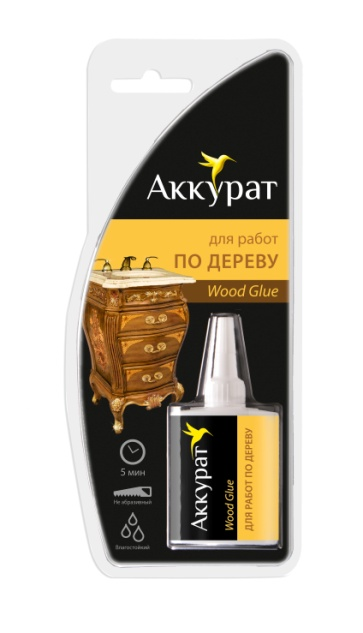 Аккурат
для работ
ПО ДЕРЕВУ
Wood Glue
5 мин
Не абразивный
влагостойкий
Аккурат
Wood Glue
ДЛЯ РАБОТ ПО ДЕРЕВУ